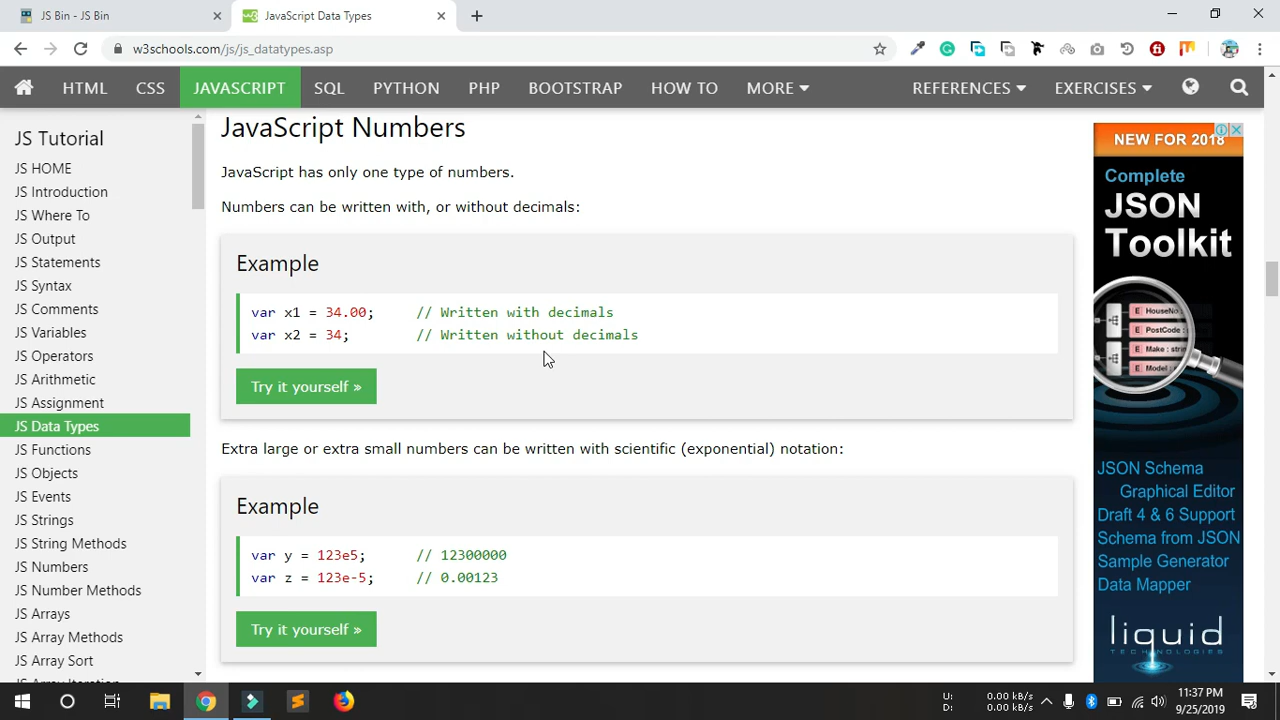 JS Bin - JS Bin
JavaScript Data Types
w3schools.com/js/js_datatypes.asp
HTML CSS JAVASCRIPT SQL PYTHON PHP BOOTSTRAP HOW TO MORE REFERENCES EXERCISES
JS Tutorial
JS HOME
JS Introduction
JS Where To
JS Output
JS Statements
JS Syntax
JS Comments
JS Variables
JS Operators
JS Arithmetic
JS Assignment
JS Data Types
JS Functions
JS Objects
JS Events
JS Strings
JS String Methods
JS Numbers
JS Number Methods
JS Arrays
JS Array Methods
JS Array Sort
JavaScript Numbers
JavaScript has only one type of numbers.
Numbers can be written with, or without decimals:
Example
var x1 = 34.00; // Written with decimals
var x2 = 34; // Written without decimals
Try it yourself »
Extra large or extra small numbers can be written with scientific (exponential) notation:
Example
var y = 123e5; // 12300000
var z = 123e-5; // 0.00123
Try it yourself »
NEW FOR 2018
Complete
JSON
Toolkit
E HouseNo
E PostCode :
E Make : strin
E Model :
JSON Schema
Graphical Editor
Draft 4 & 6 Support
Schema from JSON
Sample Generator
Data Mapper
liquid
TECHNOLOGIES
U: 0.00 kB/s
D: 0.00 kB/s
11:37 PM
9/25/2019